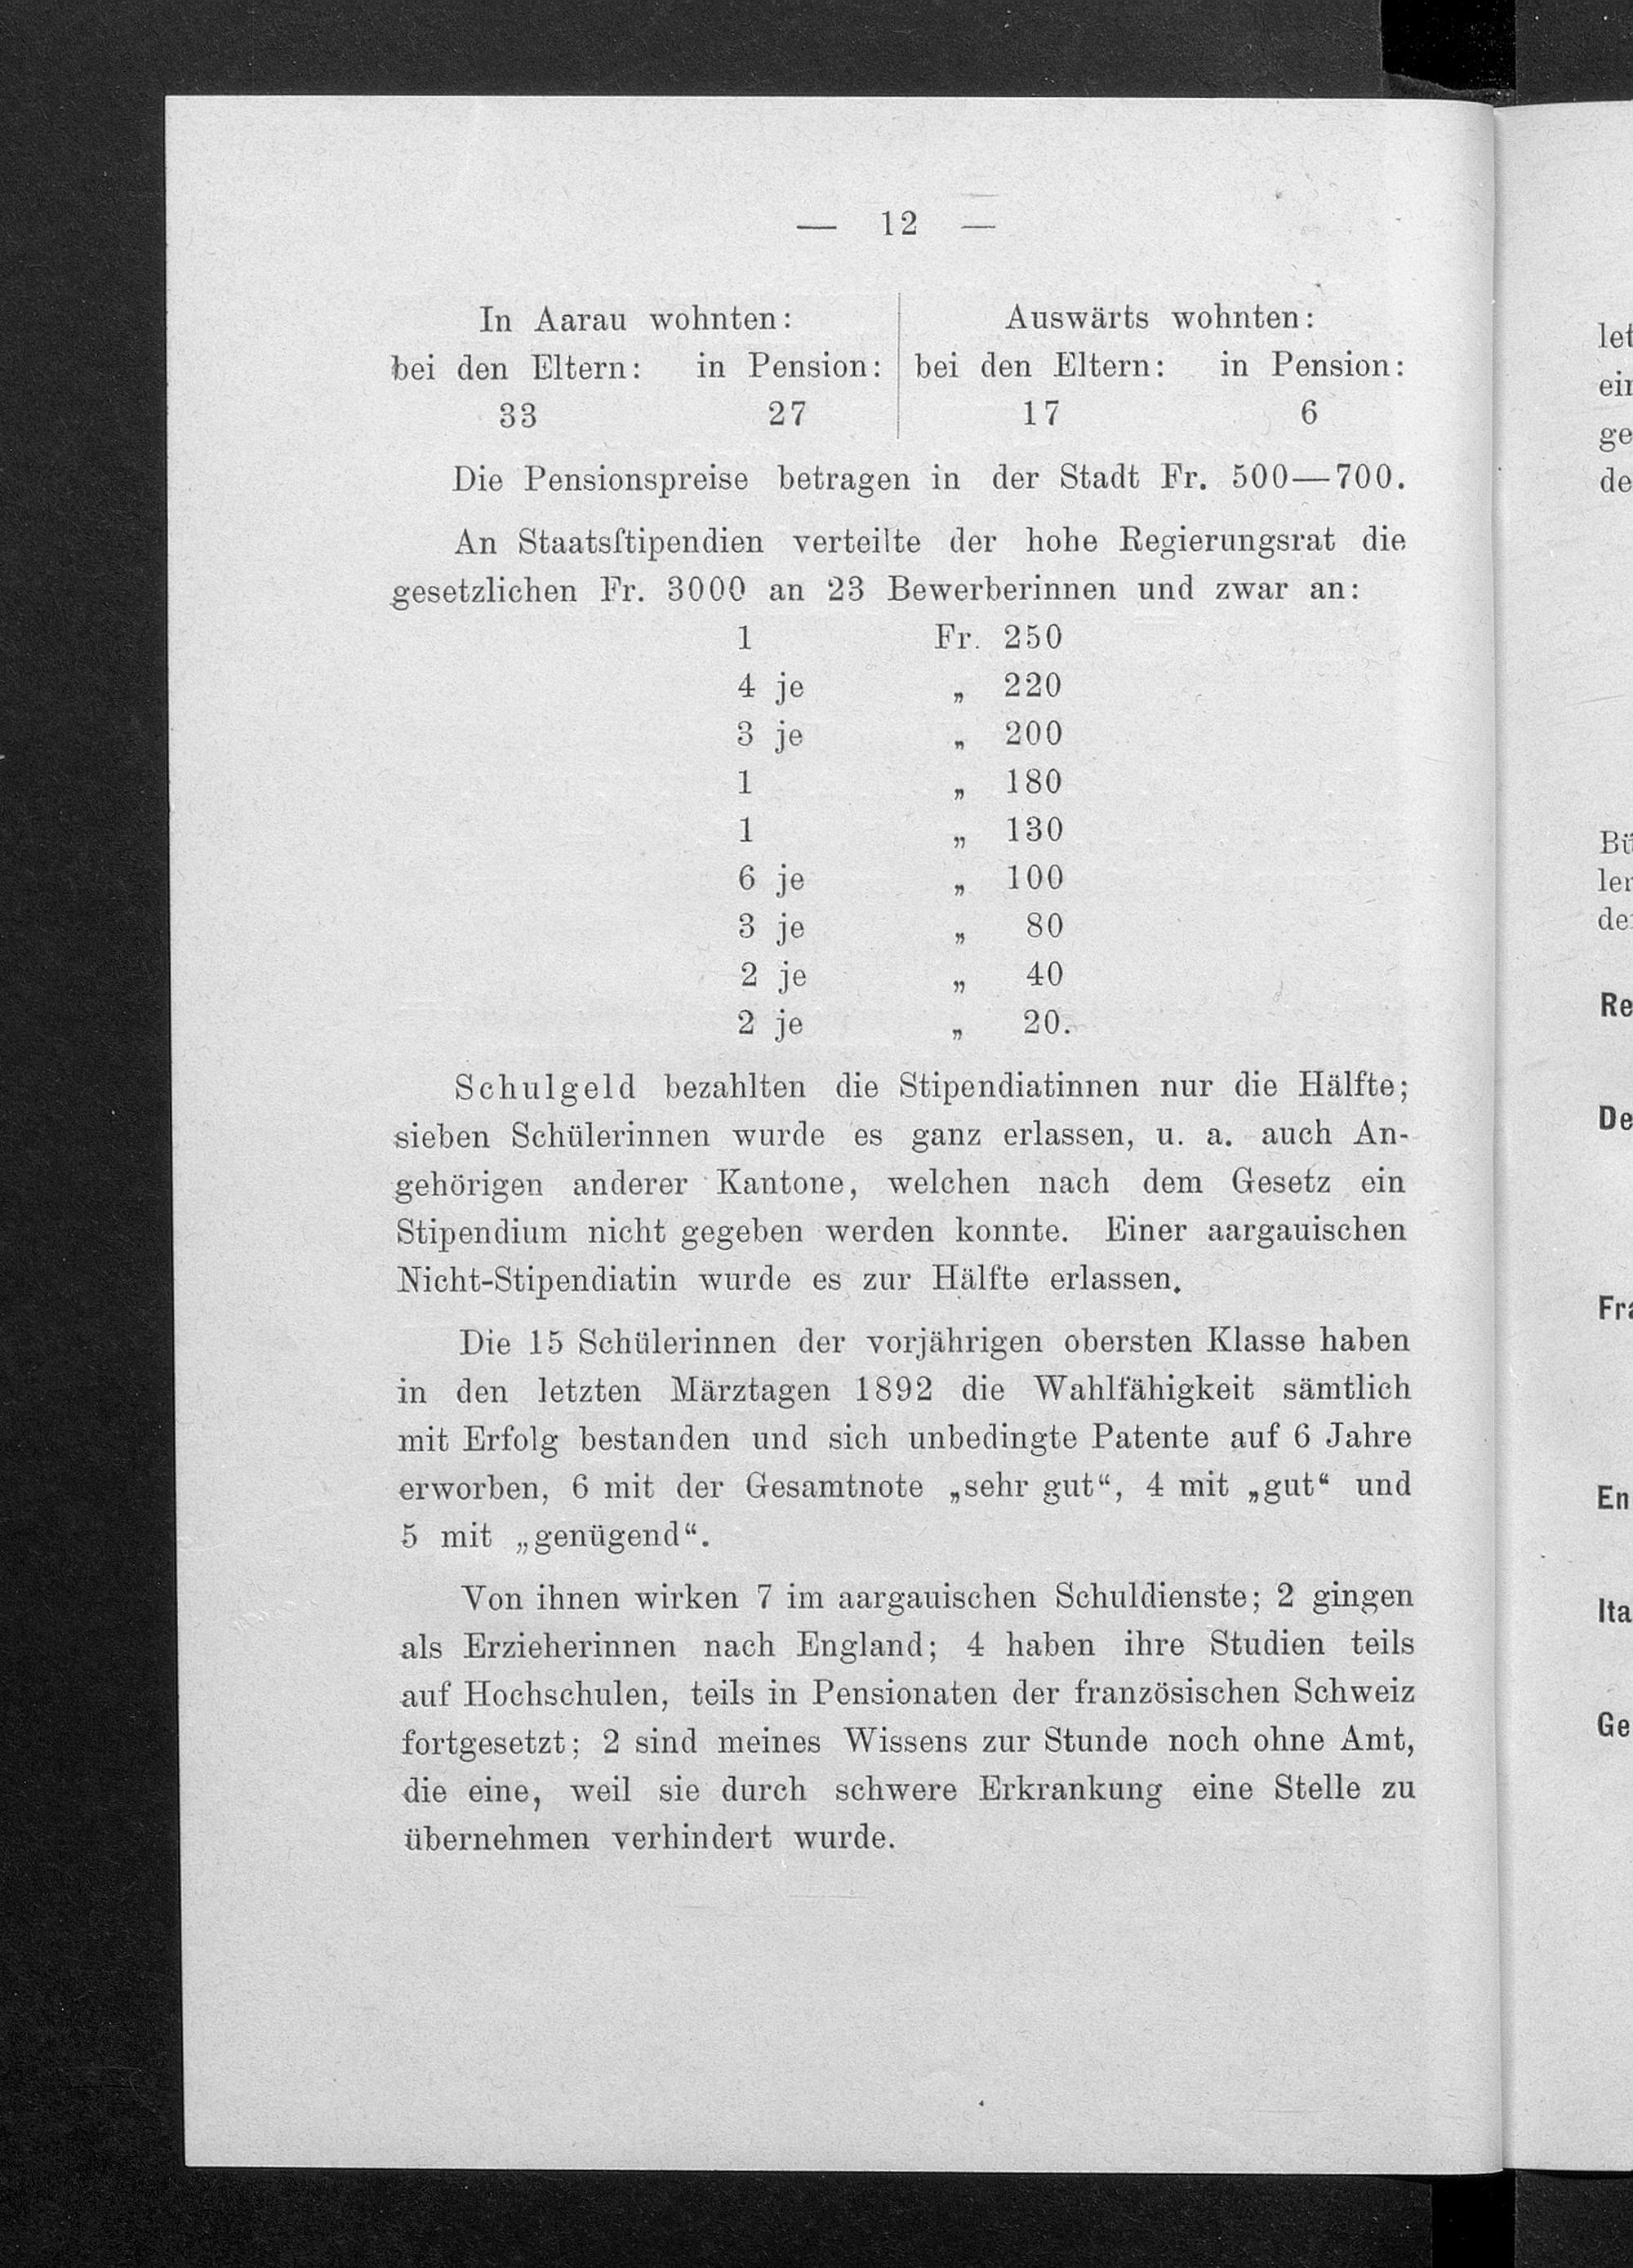 — 12 —
In Aarau wohnten: Auswärts wohnten:
bei den Eltern: in Pension: bei den Eltern: in Pension:
33 27 17 6
Die Pensionspreise betragen in der Stadt Fr. 500—700.
An Staatsſtipendien verteilte der hohe Regierungsrat die
gesetzlichen Fr. 3000 an 23 Bewerberinnen und zwar an:
1 Fr. 250
4 je „ 220
3 je „ 200
1 „ 180
1 „ 130
6 je „ 100
3 je „ 80
2 je „ 40
2 je „ 20.
Schulgeld bezahlten die Stipendiatinnen nur die Hälfte;
sieben Schülerinnen wurde es ganz erlassen, u. a. auch An-
gehörigen anderer Kantone, welchen nach dem Gesetz ein
Stipendium nicht gegeben werden konnte. Einer aargauischen
Nicht-Stipendiatin wurde es zur Hälfte erlassen.
Die 15 Schülerinnen der vorjährigen obersten Klasse haben
in den letzten Märztagen 1892 die Wahlfähigkeit sämtlich
mit Erfolg bestanden und sich unbedingte Patente auf 6 Jahre
erworben, 6 mit der Gesamtnote „sehr gut“, 4 mit „gut“ und
5 mit „genügend“.
Von ihnen wirken 7 im aargauischen Schuldienste; 2 gingen
als Erzieherinnen nach England; 4 haben ihre Studien teils
auf Hochschulen, teils in Pensionaten der französischen Schweiz
fortgesetzt; 2 sind meines Wissens zur Stunde noch ohne Amt,
die eine, weil sie durch schwere Erkrankung eine Stelle zu
übernehmen verhindert wurde.